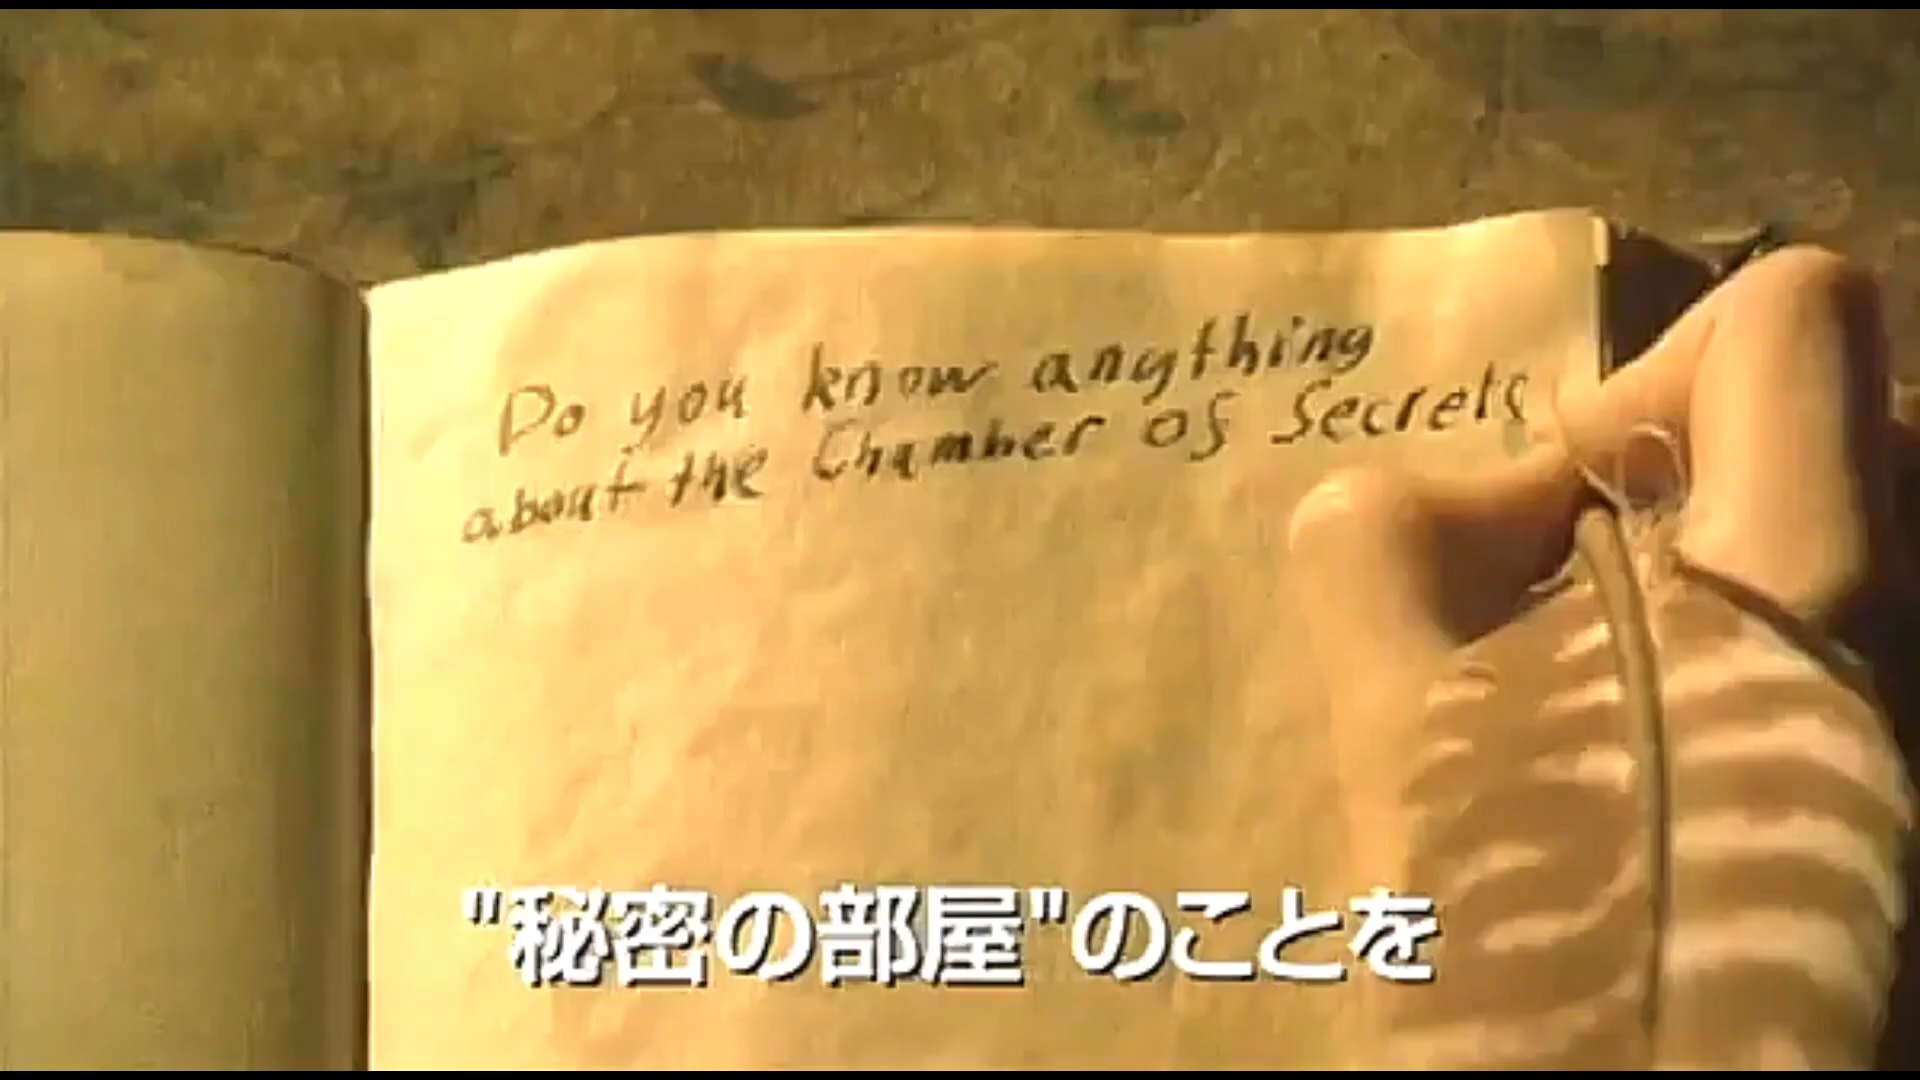 Do you know anything
about the Chamber of Secrets
"秘密の部屋"のことを